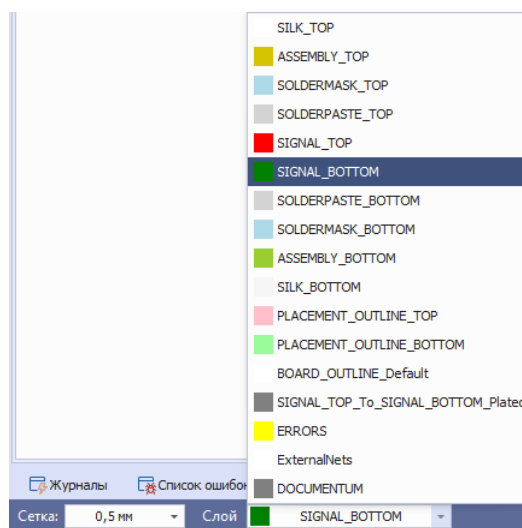 SILK_TOP
ASSEMBLY_TOP
SOLDERMASK_TOP
SOLDERPASTE_TOP
SIGNAL_TOP
SIGNAL_BOTTOM
SOLDERPASTE_BOTTOM
SOLDERMASK_BOTTOM
ASSEMBLY_BOTTOM
SILK_BOTTOM
PLACEMENT_OUTLINE_TOP
PLACEMENT_OUTLINE_BOTTOM
BOARD_OUTLINE_Default
SIGNAL_TOP_To_SIGNAL_BOTTOM_Plated
ERRORS
ExternalNets
DOCUMENTUM
Журналы Список ошибок
Сетка: 0,5 мм Слой SIGNAL_BOTTOM